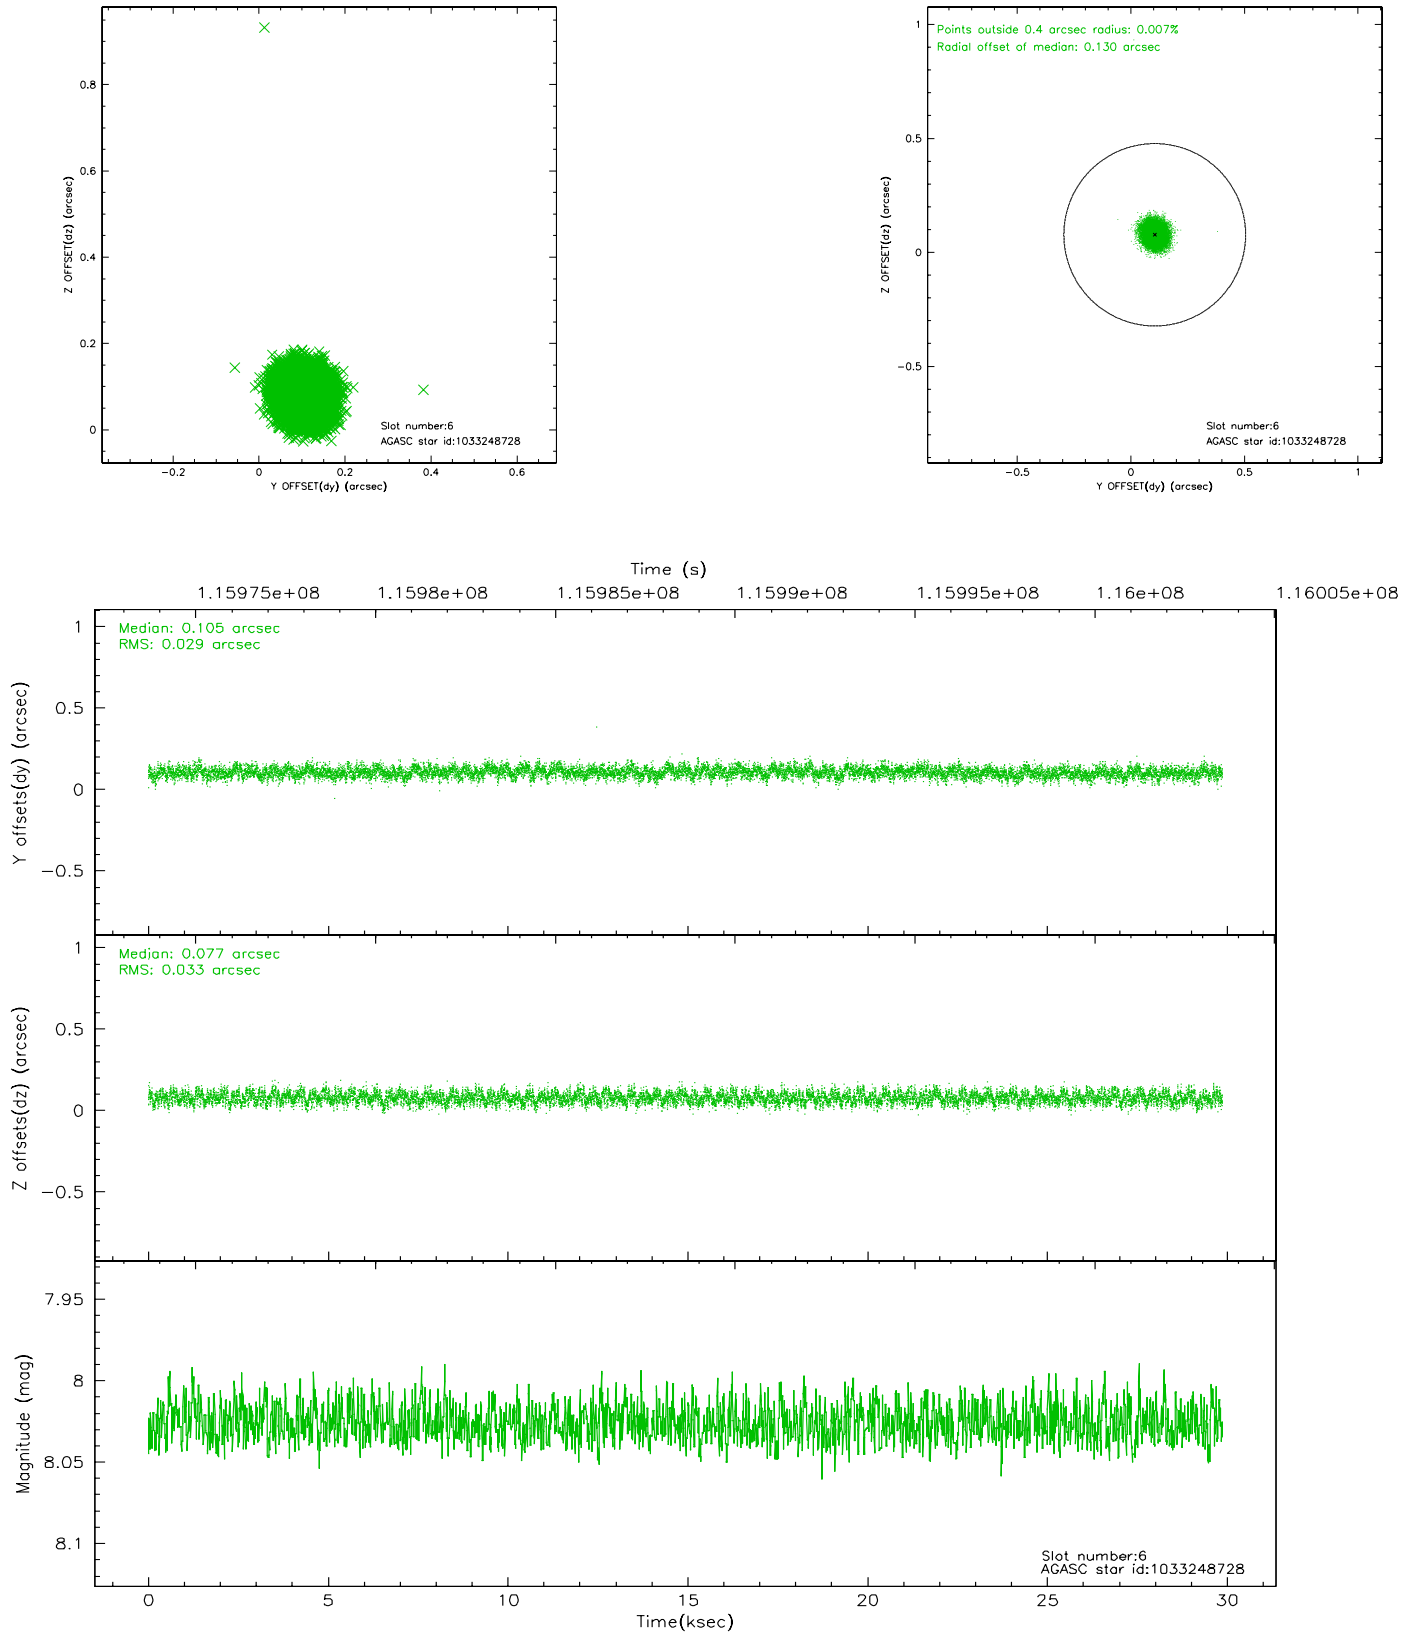 0.8
0.6
0.4
0.2
0
Z OFFSET(dz) (arcsec)
Slot number:6
AGASC star id:1033248728
−0.2 0 0.2 0.4 0.6
Y OFFSET(dy) (arcsec)
Points outside 0.4 arcsec radius: 0.007%
Radial offset of median: 0.130 arcsec
1
0.5
0
−0.5
Z OFFSET(dz) (arcsec)
Slot number:6
AGASC star id:1033248728
−0.5 0 0.5 1
Y OFFSET(dy) (arcsec)
Time (s)
1.15975e+08 1.1598e+08 1.15985e+08 1.1599e+08 1.15995e+08 1.16e+08 1.16005e+08
Median: 0.105 arcsec
RMS: 0.029 arcsec
1
0.5
0
−0.5
Y offsets(dy) (arcsec)
Median: 0.077 arcsec
RMS: 0.033 arcsec
1
0.5
0
−0.5
Z offsets(dz) (arcsec)
7.95
8
8.05
8.1
Magnitude (mag)
Slot number:6
AGASC star id:1033248728
0 5 10 15 20 25 30
Time(ksec)